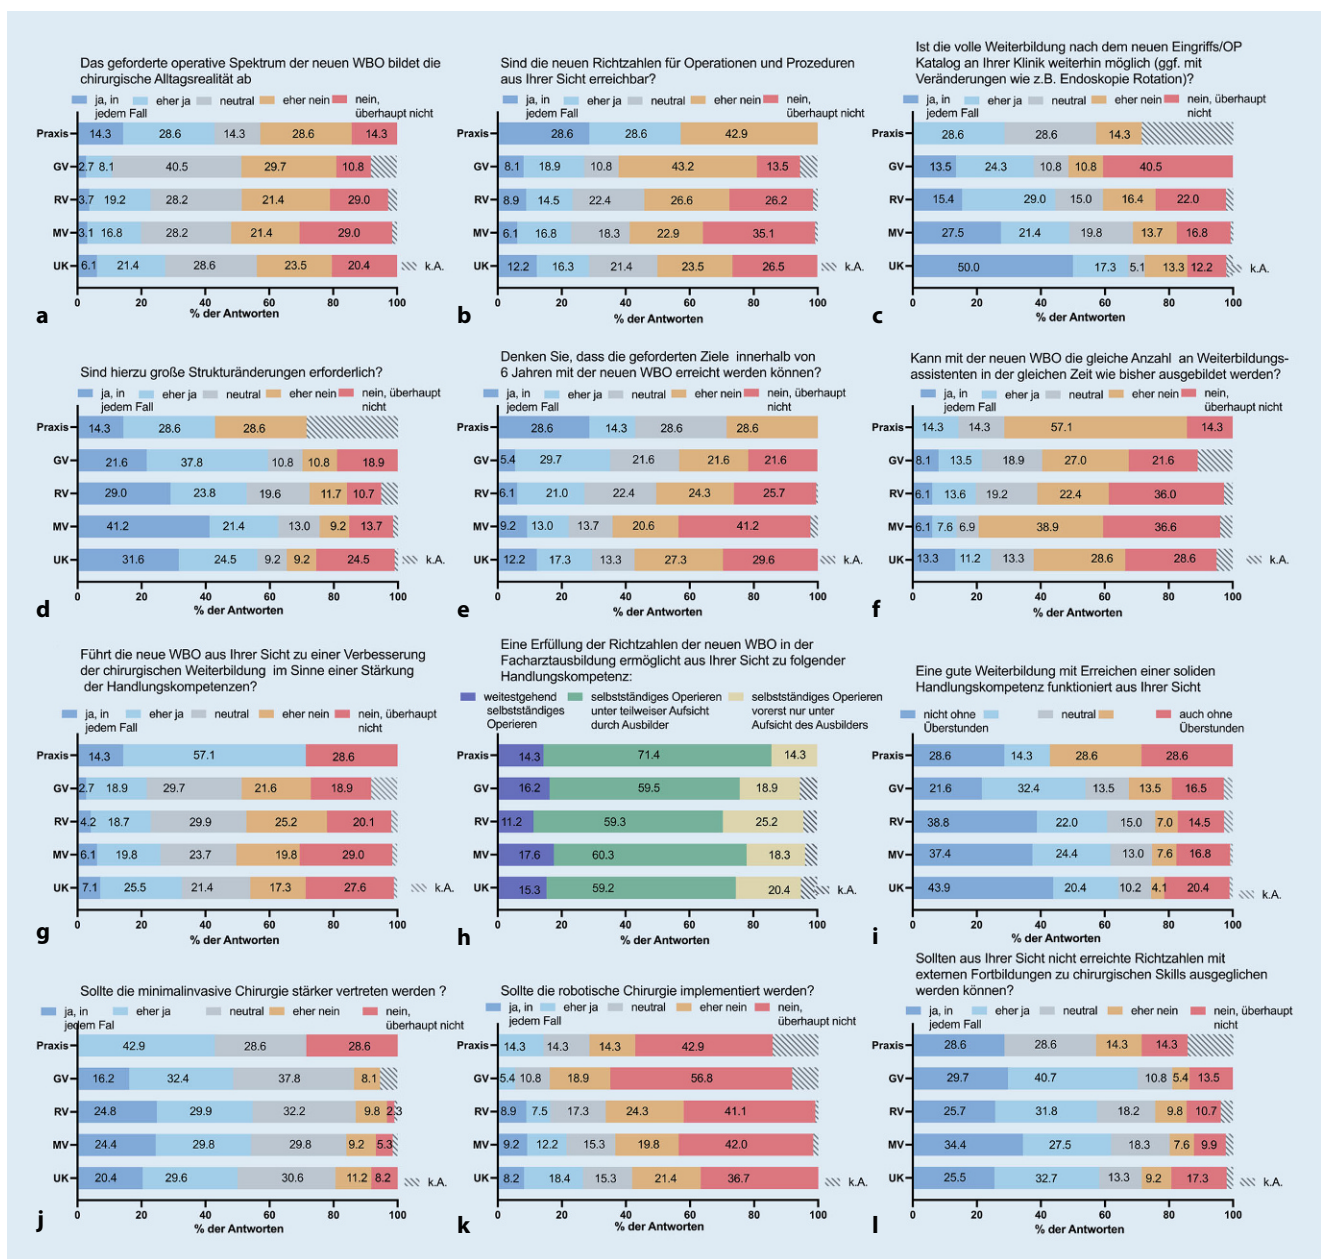 Das geforderte operative Spektrum der neuen WBO bildet die
chirurgische Alltagsrealität ab
ja, in jedem Fall
eher ja
neutral
eher nein
nein, überhaupt nicht
Praxis 14.3 28.6 14.3 28.6 14.3
GV 2.7 8.1 40.5 29.7 10.8
RV 3.7 19.2 28.2 21.4 29.0
MV 3.1 16.8 28.2 21.4 29.0
UK 6.1 21.4 28.6 23.5 20.4 k.A.
0 20 40 60 80 100
% der Antworten
a
Sind die neuen Richtzahlen für Operationen und Prozeduren
aus Ihrer Sicht erreichbar?
ja, in jedem Fall
eher ja
neutral
eher nein
nein, überhaupt nicht
28.6 28.6 42.9
GV 8.1 18.9 10.8 43.2 13.5
RV 8.9 14.5 22.4 26.6 26.2
MV 6.1 16.8 18.3 22.9 35.1
UK 12.2 16.3 21.4 23.5 26.5 k.A.
0 20 40 60 80 100
% der Antworten
b
Ist die volle Weiterbildung nach dem neuen Eingriffs/OP
Katalog an Ihrer Klinik weiterhin möglich (ggf. mit
Veränderungen wie z.B. Endoskopie Rotation)?
ja, in jedem Fall
eher ja
neutral
eher nein
nein, überhaupt nicht
Praxis 28.6 28.6 14.3
GV 13.5 24.3 10.8 10.8 40.5
RV 15.4 29.0 15.0 16.4 22.0
MV 27.5 21.4 19.8 13.7 16.8
UK 50.0 17.3 5.1 13.3 12.2 k.A.
0 20 40 60 80 100
% der Antworten
c
Sind hierzu große Strukturänderungen erforderlich?
ja, in jedem Fall
eher ja
neutral
eher nein
nein, überhaupt nicht
Praxis 14.3 28.6 28.6
GV 21.6 37.8 10.8 10.8 18.9
RV 29.0 23.8 19.6 11.7 10.7
MV 41.2 21.4 13.0 9.2 13.7
UK 31.6 24.5 9.2 9.2 24.5 k.A.
0 20 40 60 80 100
% der Antworten
d
Denken Sie, dass die geforderten Ziele innerhalb von
6 Jahren mit der neuen WBO erreicht werden können?
ja, in jedem Fall
eher ja
neutral
eher nein
nein, überhaupt nicht
Praxis 28.6 14.3 28.6 28.6
GV 5.4 29.7 21.6 21.6 21.6
RV 6.1 21.0 22.4 24.3 25.7
MV 9.2 13.0 13.7 20.6 41.2
UK 12.2 17.3 13.3 27.3 29.6 k.A.
0 20 40 60 80 100
% der Antworten
e
Kann mit der neuen WBO die gleiche Anzahl an Weiterbildungs-
assistenten in der gleichen Zeit wie bisher ausgebildet werden?
ja, in jedem Fall
eher ja
neutral
eher nein
nein, überhaupt nicht
Praxis 14.3 14.3 57.1 14.3
GV 8.1 13.5 18.9 27.0 21.6
RV 6.1 13.6 19.2 22.4 36.0
MV 6.1 7.6 6.9 38.9 36.6
UK 13.3 11.2 13.3 28.6 28.6 k.A.
0 20 40 60 80 100
% der Antworten
f
Führt die neue WBO aus Ihrer Sicht zu einer Verbesserung
der chirurgischen Weiterbildung im Sinne einer Stärkung
der Handlungskompetenzen?
ja, in jedem Fall
eher ja
neutral
eher nein
nein, überhaupt nicht
Praxis 14.3 57.1 28.6
GV 2.7 18.9 29.7 21.6 18.9
RV 4.2 18.7 29.9 25.2 20.1
MV 6.1 19.8 23.7 19.8 29.0
UK 7.1 25.5 21.4 17.3 27.6 k.A.
0 20 40 60 80 100
% der Antworten
g
Eine Erfüllung der Richtzahlen der neuen WBO in der
Facharztausbildung ermöglicht aus Ihrer Sicht zu folgender
Handlungskompetenz:
weitestgehend
selbstständiges
Operieren
selbstständiges Operieren
unter teilweiser Aufsicht
durch Ausbilder
selbstständiges Operieren
vorerst nur unter
Aufsicht des Ausbilders
Praxis 14.3 71.4 14.3
GV 16.2 59.5 18.9
RV 11.2 59.3 25.2
MV 17.6 60.3 18.3
UK 15.3 59.2 20.4 k.A.
0 20 40 60 80 100
% der Antworten
h
Eine gute Weiterbildung mit Erreichen einer soliden
Handlungskompetenz funktioniert aus Ihrer Sicht
nicht ohne
Überstunden
neutral
auch ohne
Überstunden
Praxis 28.6 14.3 28.6 28.6
GV 21.6 32.4 13.5 13.5 16.5
RV 38.8 22.0 15.0 7.0 14.5
MV 37.4 24.4 13.0 7.6 16.8
UK 43.9 20.4 10.2 4.1 20.4 k.A.
0 20 40 60 80 100
% der Antworten
i
Sollte die minimalinvasive Chirurgie stärker vertreten werden ?
ja, in jedem Fal
eher ja
neutral
eher nein
nein, überhaupt nicht
Praxis 42.9 28.6 28.6
GV 16.2 32.4 37.8 8.1
RV 24.8 29.9 32.2 9.8 2.3
MV 24.4 29.8 29.8 9.2 5.3
UK 20.4 29.6 30.6 11.2 8.2 k.A.
0 20 40 60 80 100
% der Antworten
j
Sollte die robotische Chirurgie implementiert werden?
ja, in jedem Fall
eher ja
neutral
eher nein
nein, überhaupt nicht
Praxis 14.3 14.3 14.3 42.9
GV 5.4 10.8 18.9 56.8
RV 8.9 7.5 17.3 24.3 41.1
MV 9.2 12.2 15.3 19.8 42.0
UK 8.2 18.4 15.3 21.4 36.7 k.A.
0 20 40 60 80 100
% der Antworten
k
Sollten aus Ihrer Sicht nicht erreichte Richtzahlen mit
externen Fortbildungen zu chirurgischen Skills ausgeglichen
werden können?
ja, in jedem Fall
eher ja
neutral
eher nein
nein, überhaupt nicht
Praxis 28.6 28.6 14.3 14.3
GV 29.7 40.7 10.8 5.4 13.5
RV 25.7 31.8 18.2 9.8 10.7
MV 34.4 27.5 18.3 7.6 9.9
UK 25.5 32.7 13.3 9.2 17.3 k.A.
0 20 40 60 80 100
% der Antworten
l